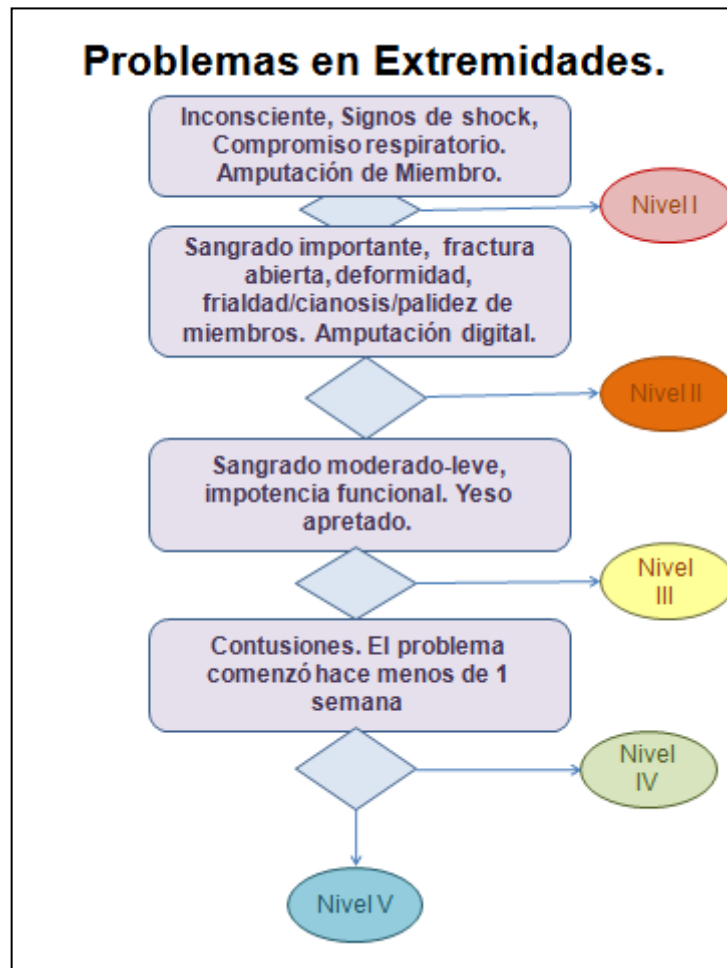 Problemas en Extremidades.
Inconsciente, Signos de shock,
Compromiso respiratorio.
Amputación de Miembro.
Nivel I
Sangrado importante, fractura
abierta, deformidad,
frialdad/cianosis/palidez de
miembros. Amputación digital.
Nivel II
Sangrado moderado-leve,
impotencia funcional. Yeso
apretado.
Nivel
III
Contusiones. El problema
comenzó hace menos de 1
semana
Nivel
IV
Nivel V